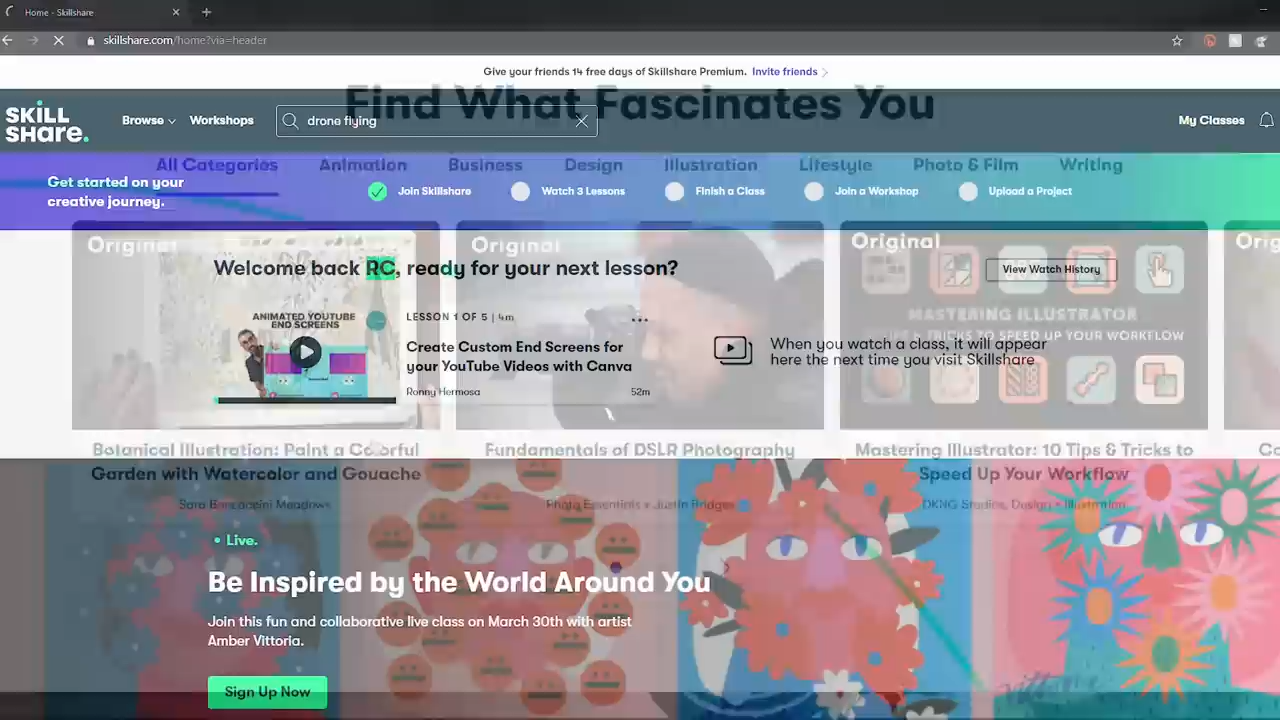 Home - Skillshare
skillshare.com/home?via=header
Give your friends 14 free days of Skillshare Premium. Invite friends
Find What Fascinates You
SKILL
SHare.
Browse
Workshops
drone flying
My Classes
All Categories
Animation
Business
Design
Illustration
Lifestyle
Photo & Film
Writing
Get started on your
creative journey.
Join Skillshare
Watch 3 Lessons
Finish a Class
Join a Workshop
Upload a Project
Original
Original
Original
Welcome back RC, ready for your next lesson?
View Watch History
ANIMATED YOUTUBE
END SCREENS
LESSON 1 OF 5 | 4m
Create Custom End Screens for
your YouTube Videos with Canva
Ronny Hermosa
52m
When you watch a class, it will appear
here the next time you visit Skillshare
MASTERING ILLUSTRATOR
TRICKS TO SPEED UP YOUR WORKFLOW
Botanical Illustration: Paint a Colorful
Garden with Watercolor and Gouache
Fundamentals of DSLR Photography
Photo Essentials • Justin Bridges
Mastering Illustrator: 10 Tips & Tricks to
Speed Up Your Workflow
DKNG Studios, Design + Illustration
Live.
Be Inspired by the World Around You
Join this fun and collaborative live class on March 30th with artist
Amber Vittoria.
Sign Up Now